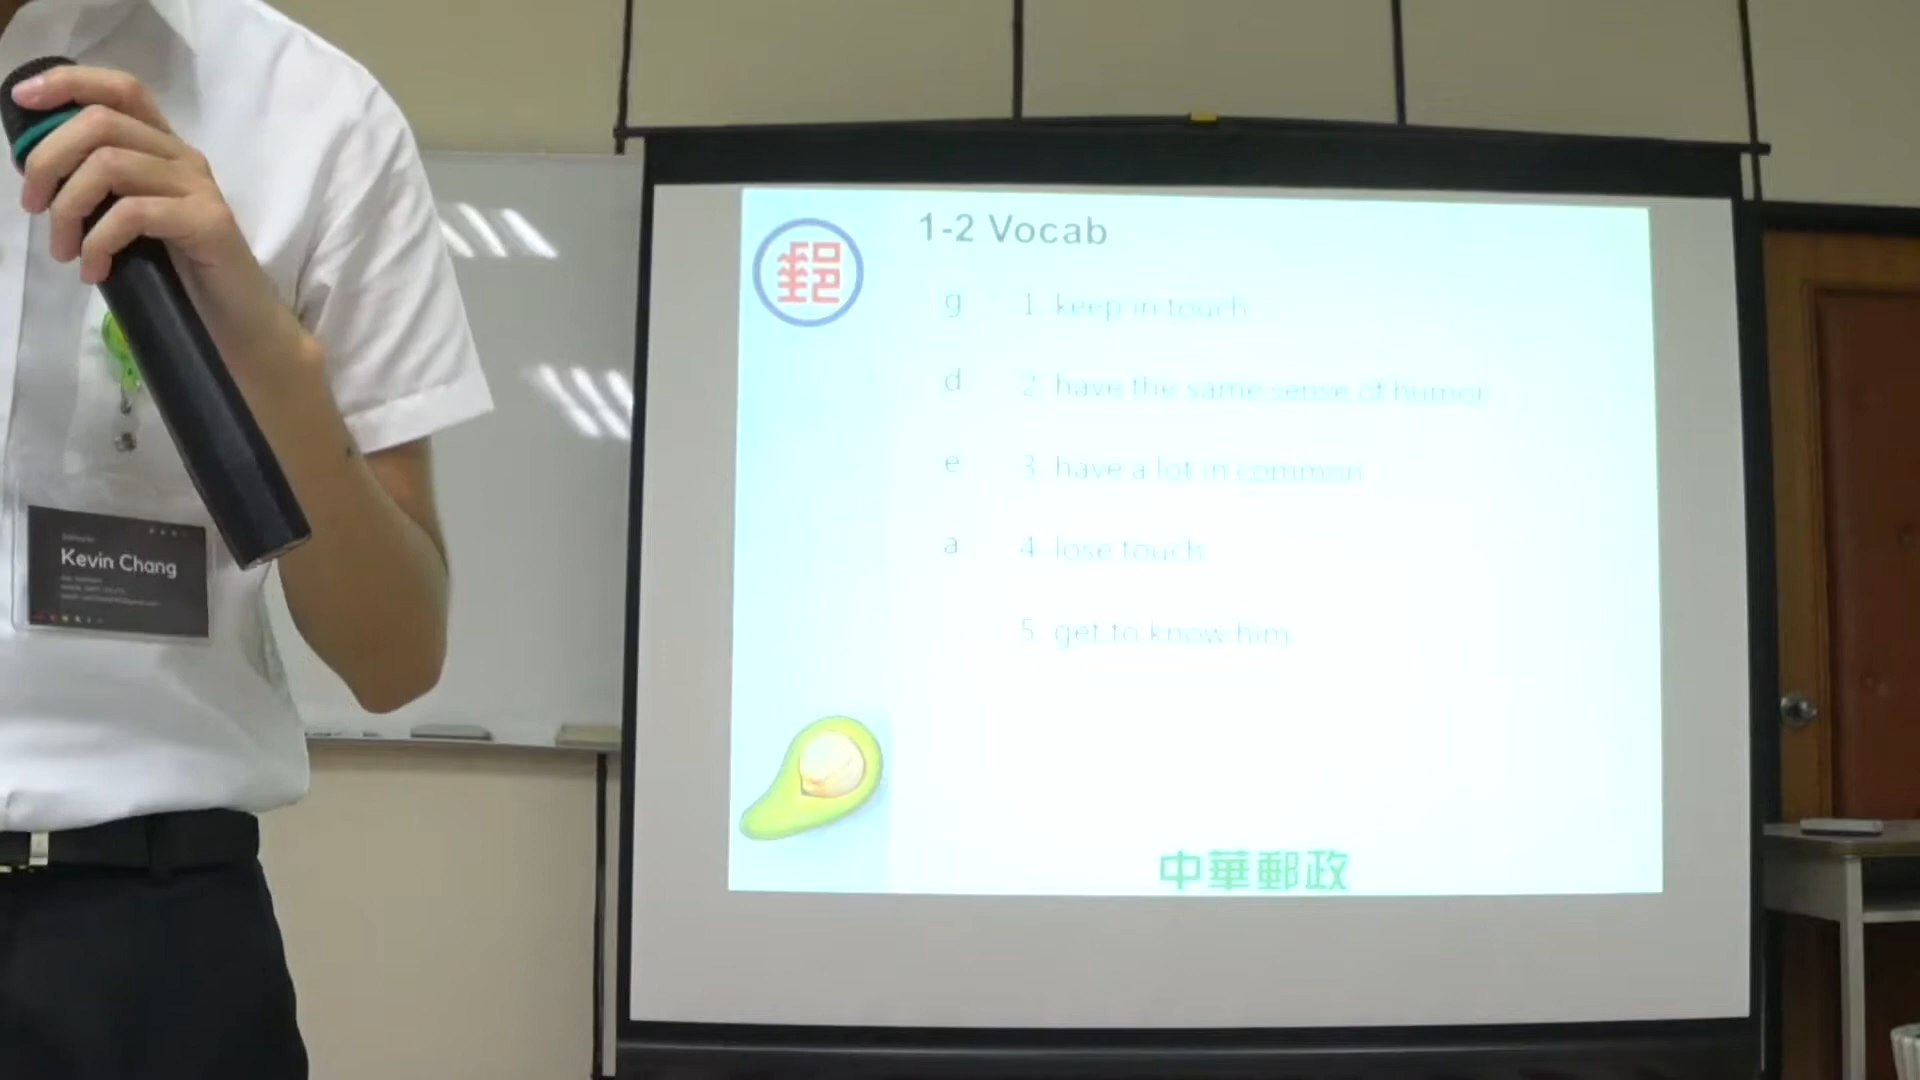 1-2 Vocab
郵
g 1 keep in touch
d 2 have the same sense of humor
e 3 have a lot in common
a 4 lose touch
5 get to know him
中華郵政
Kevin Chang